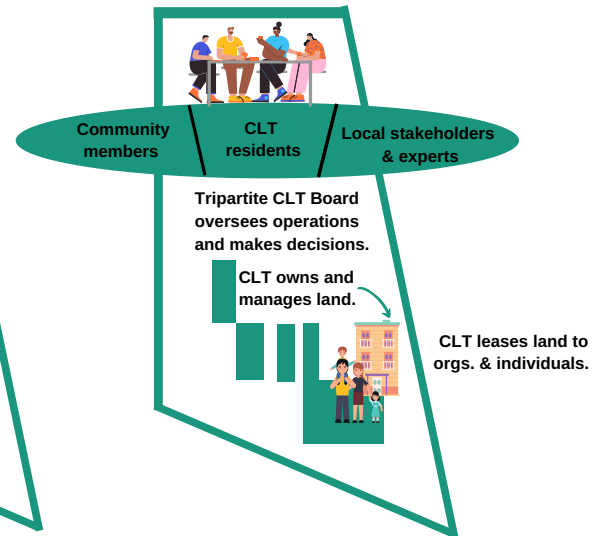 Community
members
CLT
residents
Local stakeholders
& experts
Tripartite CLT Board
oversees operations
and makes decisions.
CLT owns and
manages land.
CLT leases land to
orgs. & individuals.